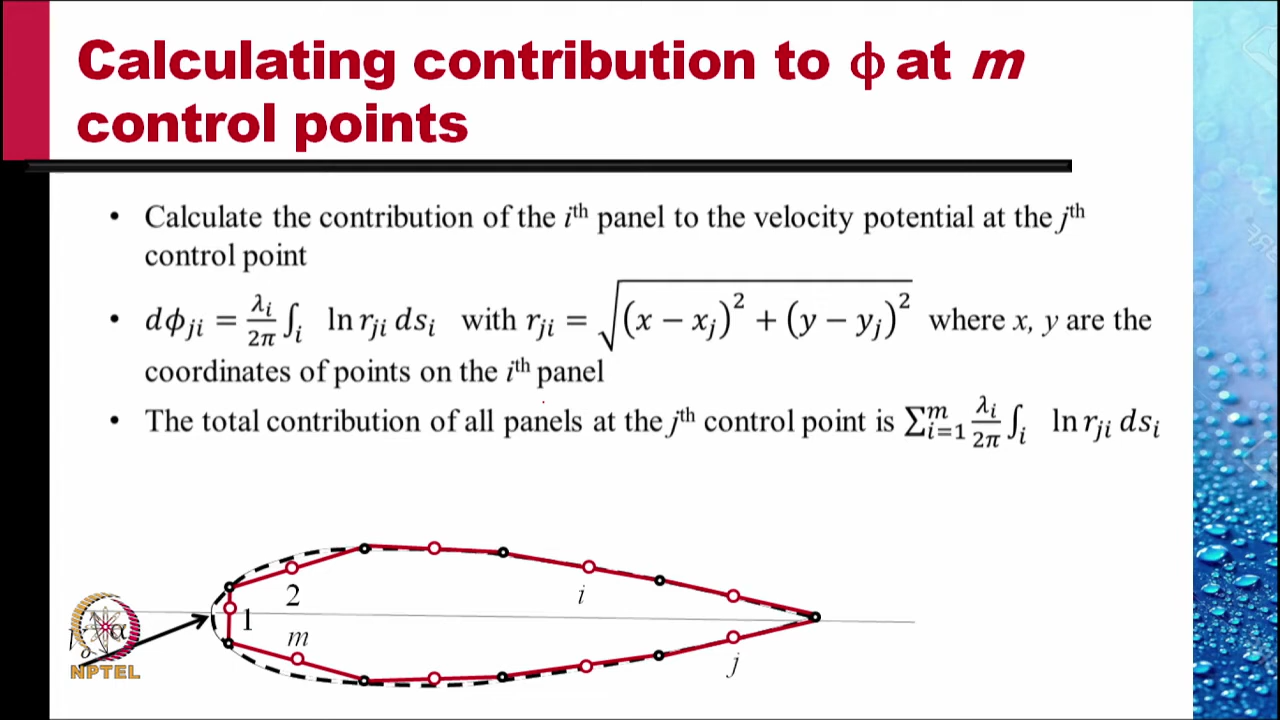 Calculating contribution to ϕ at m
control points
• Calculate the contribution of the iᵗʰ panel to the velocity potential at the jᵗʰ
control point
• dϕⱼᵢ = λᵢ/2π ∫ᵢ ln rⱼᵢ dsᵢ with rⱼᵢ = √((x − xⱼ)² + (y − yⱼ)²) where x, y are the
coordinates of points on the iᵗʰ panel
• The total contribution of all panels at the jᵗʰ control point is ∑ᵢ₌₁ᵐ λᵢ/2π ∫ᵢ ln rⱼᵢ dsᵢ
2
i
1
α
m
j
NPTEL